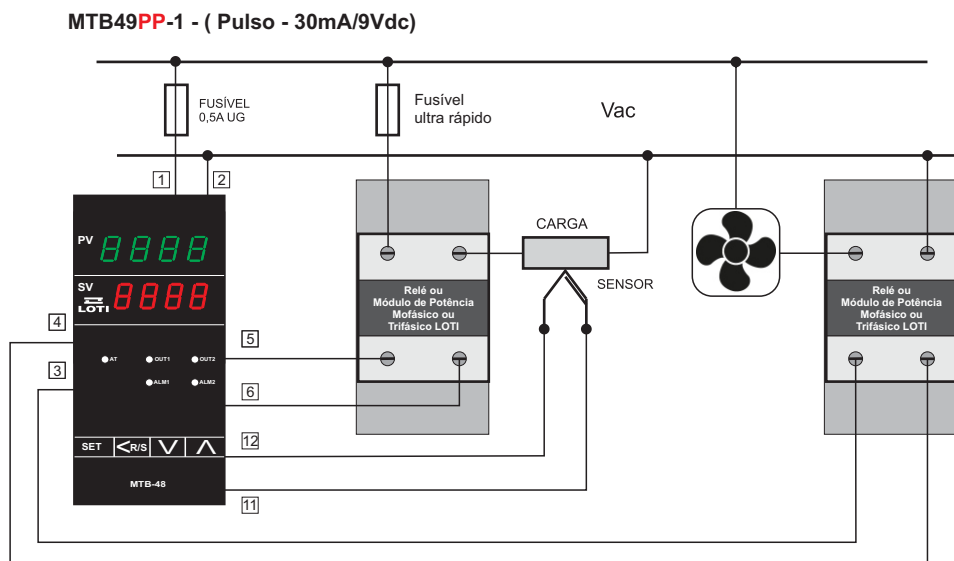 MTB49PP-1 - ( Pulso - 30mA/9Vdc)
FUSÍVEL
0,5A UG
Fusível
ultra rápido
Vac
1
2
PV
8888
SV
LOTI
8888
CARGA
SENSOR
Relé ou
Módulo de Potência
Mofásico ou
Trifásico LOTI
Relé ou
Módulo de Potência
Mofásico ou
Trifásico LOTI
4
3
5
6
12
11
AT
OUT1
OUT2
ALM1
ALM2
SET
<R/S
MTB-48